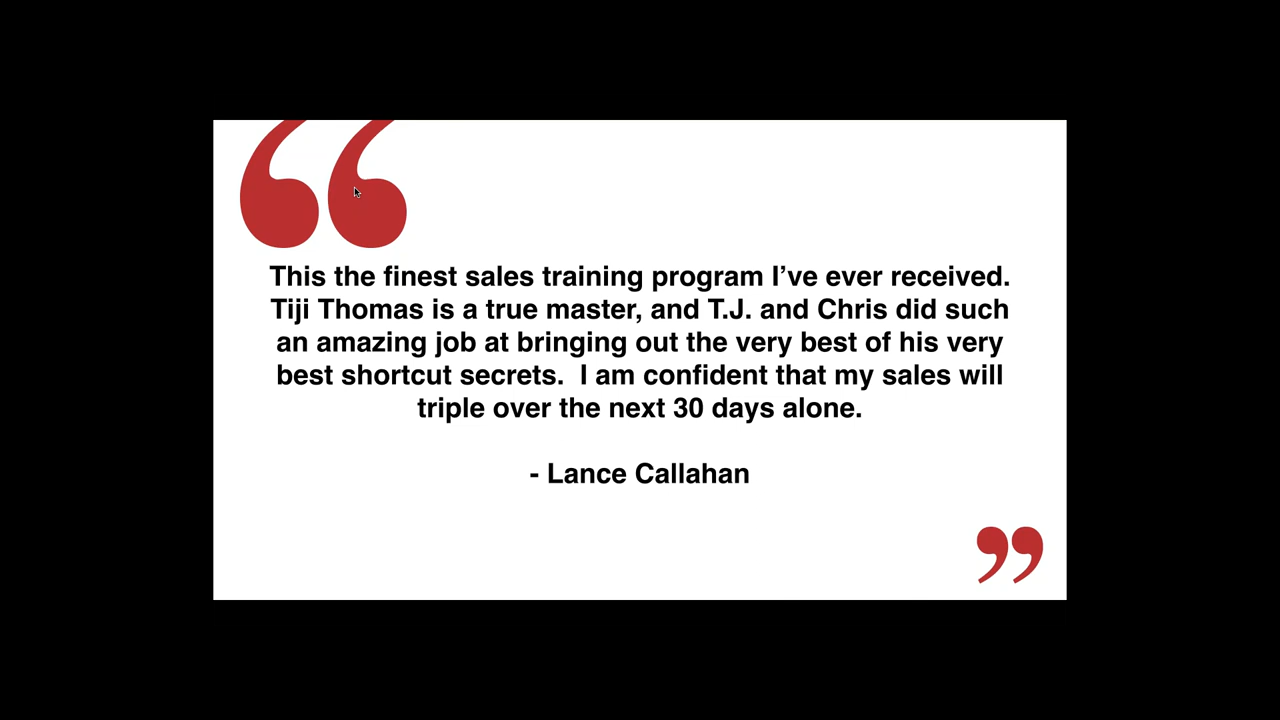 This the finest sales training program I’ve ever received.
Tiji Thomas is a true master, and T.J. and Chris did such
an amazing job at bringing out the very best of his very
best shortcut secrets.  I am confident that my sales will
triple over the next 30 days alone.
- Lance Callahan